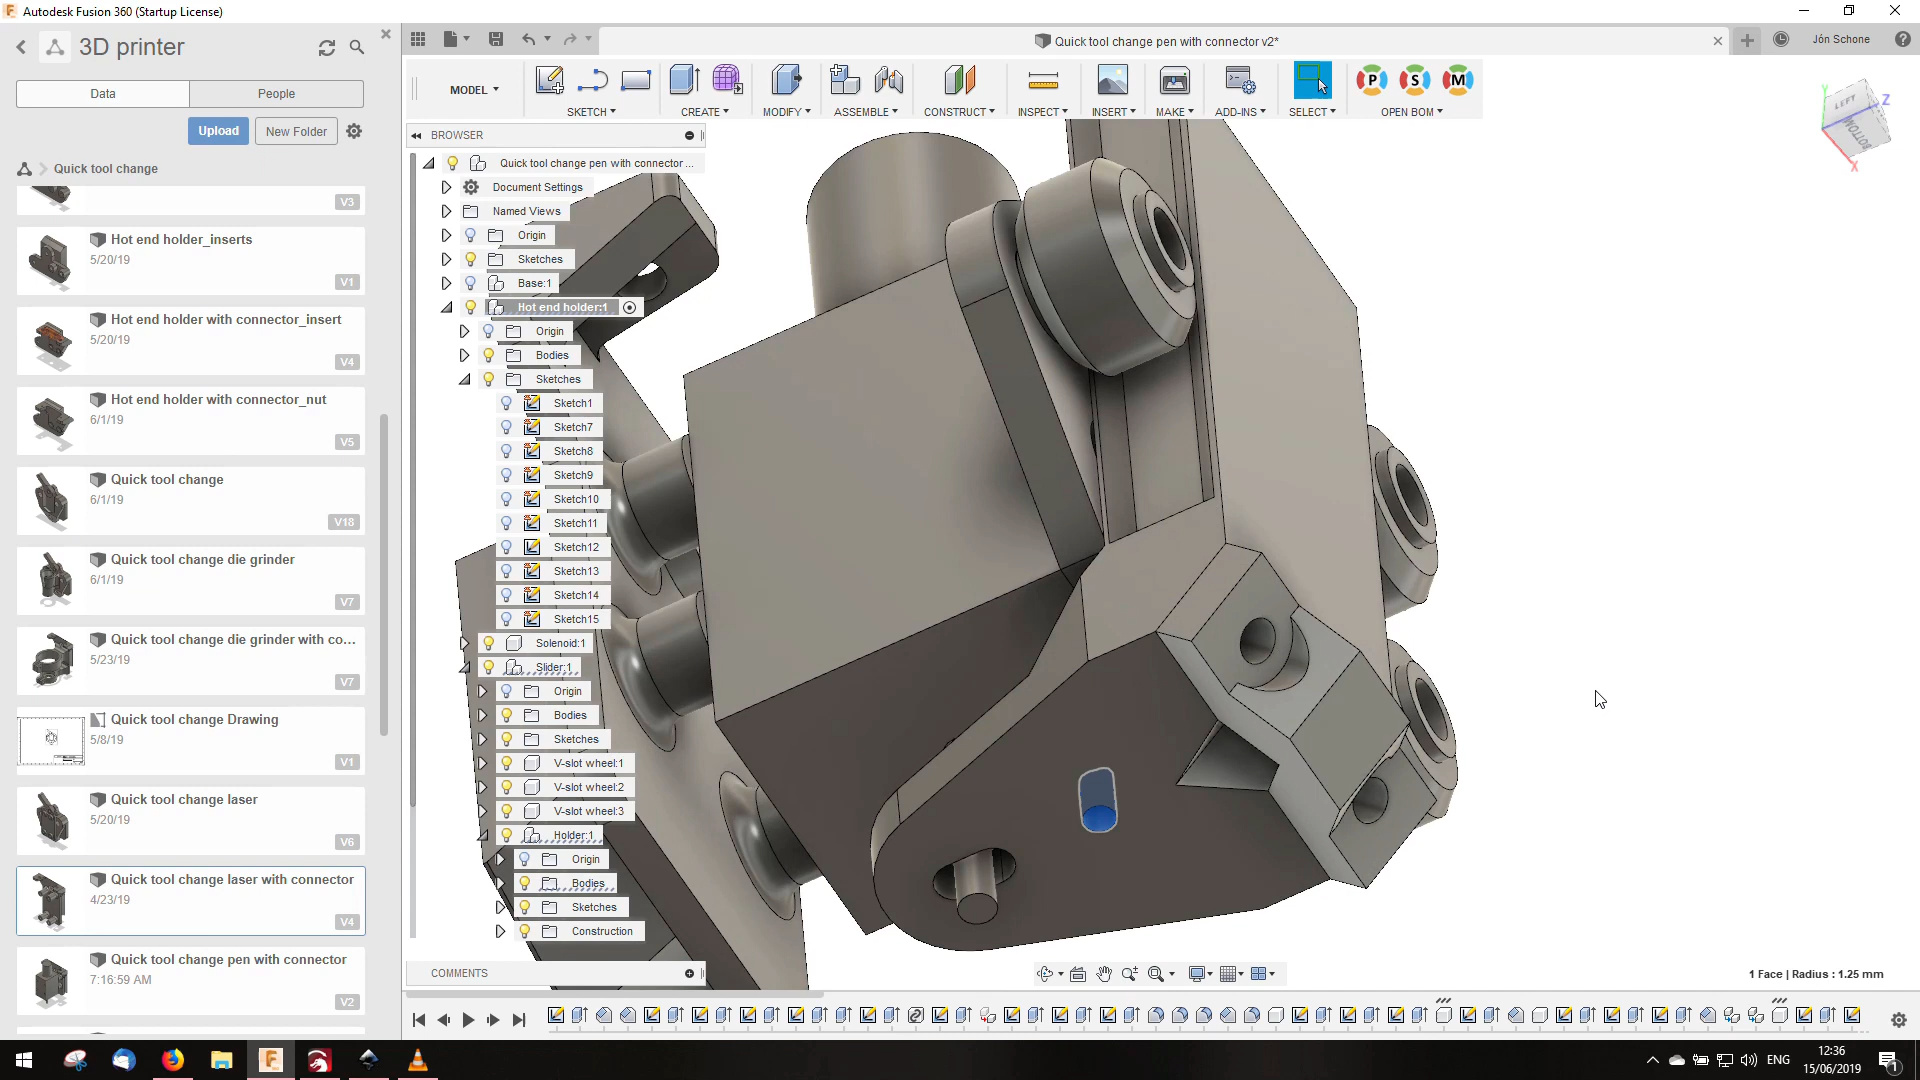 Autodesk Fusion 360 (Startup License)
3D printer
Data
People
Upload
New Folder
Quick tool change
V3
Hot end holder_inserts
5/20/19
V1
Hot end holder with connector_insert
5/20/19
V4
Hot end holder with connector_nut
6/1/19
V5
Quick tool change
6/1/19
V18
Quick tool change die grinder
6/1/19
V7
Quick tool change die grinder with co...
5/23/19
V7
Quick tool change Drawing
5/8/19
V1
Quick tool change laser
5/20/19
V6
Quick tool change laser with connector
4/23/19
V4
Quick tool change pen with connector
7:16:59 AM
V2
Quick tool change pen with connector v2*
Jón Schone
MODEL
SKETCH
CREATE
MODIFY
ASSEMBLE
CONSTRUCT
INSPECT
INSERT
MAKE
ADD-INS
SELECT
P S M
OPEN BOM
BROWSER
Quick tool change pen with connector ...
Document Settings
Named Views
Origin
Sketches
Base:1
Hot end holder:1
Origin
Bodies
Sketches
Sketch1
Sketch7
Sketch8
Sketch9
Sketch10
Sketch11
Sketch12
Sketch13
Sketch14
Sketch15
Solenoid:1
Slider:1
Origin
Bodies
Sketches
V-slot wheel:1
V-slot wheel:2
V-slot wheel:3
Holder:1
Origin
Bodies
Sketches
Construction
COMMENTS
Y
Z
X
LEFT
BOTTOM
1 Face | Radius : 1.25 mm
ENG
12:36
15/06/2019
1